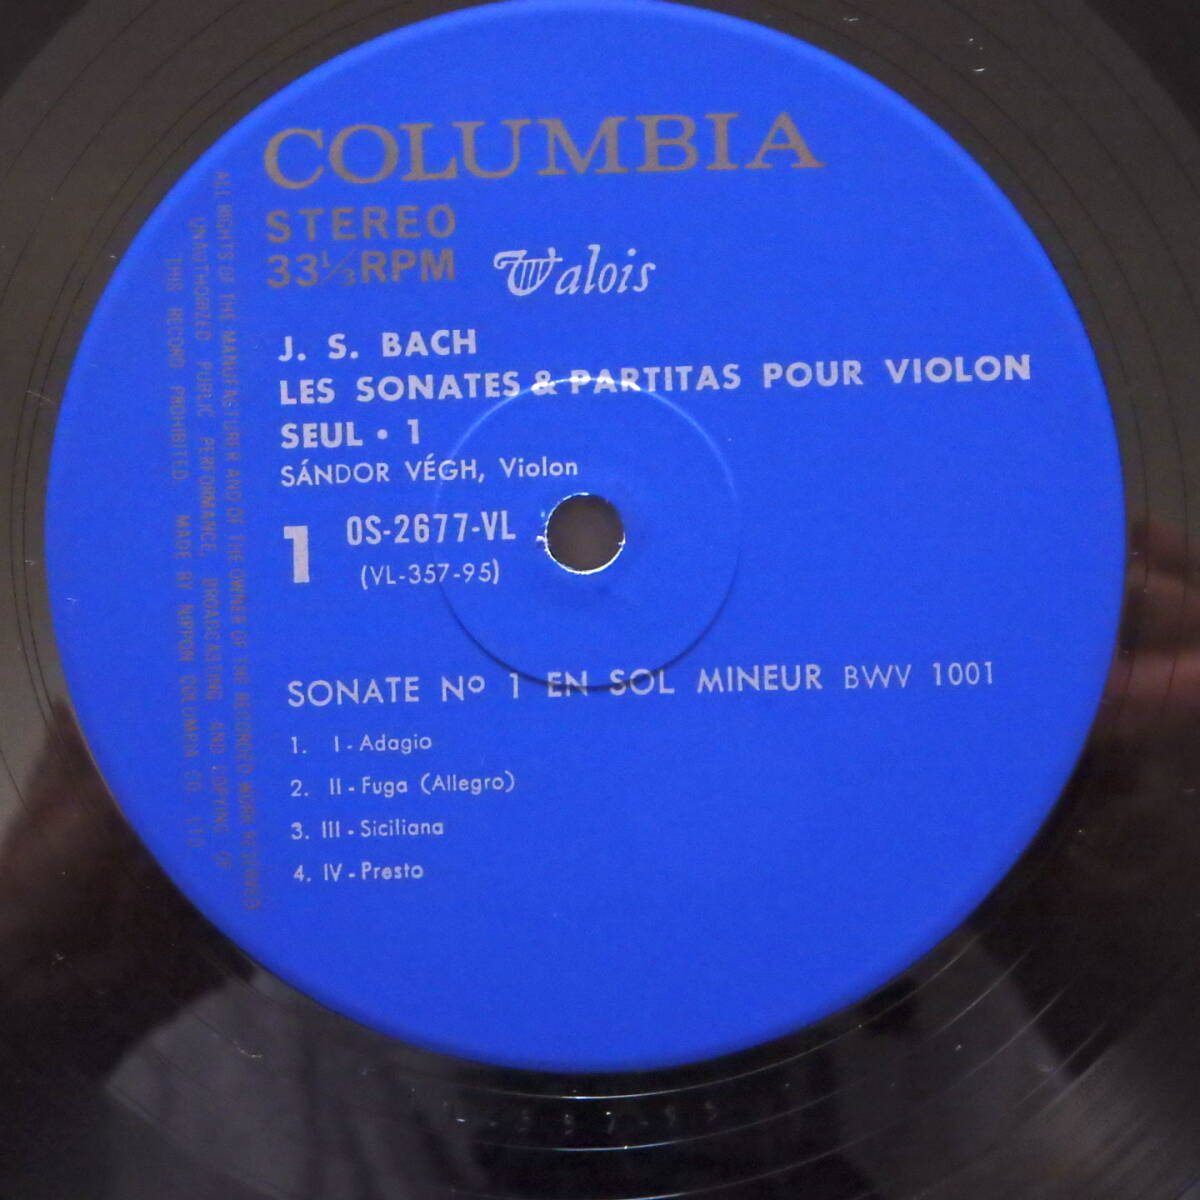 COLUMBIA
STEREO
33⅓RPM
Valois
J. S. BACH
LES SONATES & PARTITAS POUR VIOLON
SEUL • 1
SÁNDOR VÉGH, Violon
1
OS-2677-VL
(VL-357-95)
SONATE Nº 1 EN SOL MINEUR BWV 1001
1. I - Adagio
2. II - Fuga (Allegro)
3. III - Siciliana
4. IV - Presto
ALL RIGHTS OF THE MANUFACTURER AND OF THE OWNER OF THE RECORDED WORK RESERVED
UNAUTHORIZED PUBLIC PERFORMANCE, BROADCASTING AND COPYING OF
THIS RECORD PROHIBITED. MADE BY NIPPON COLUMBIA CO., LTD.